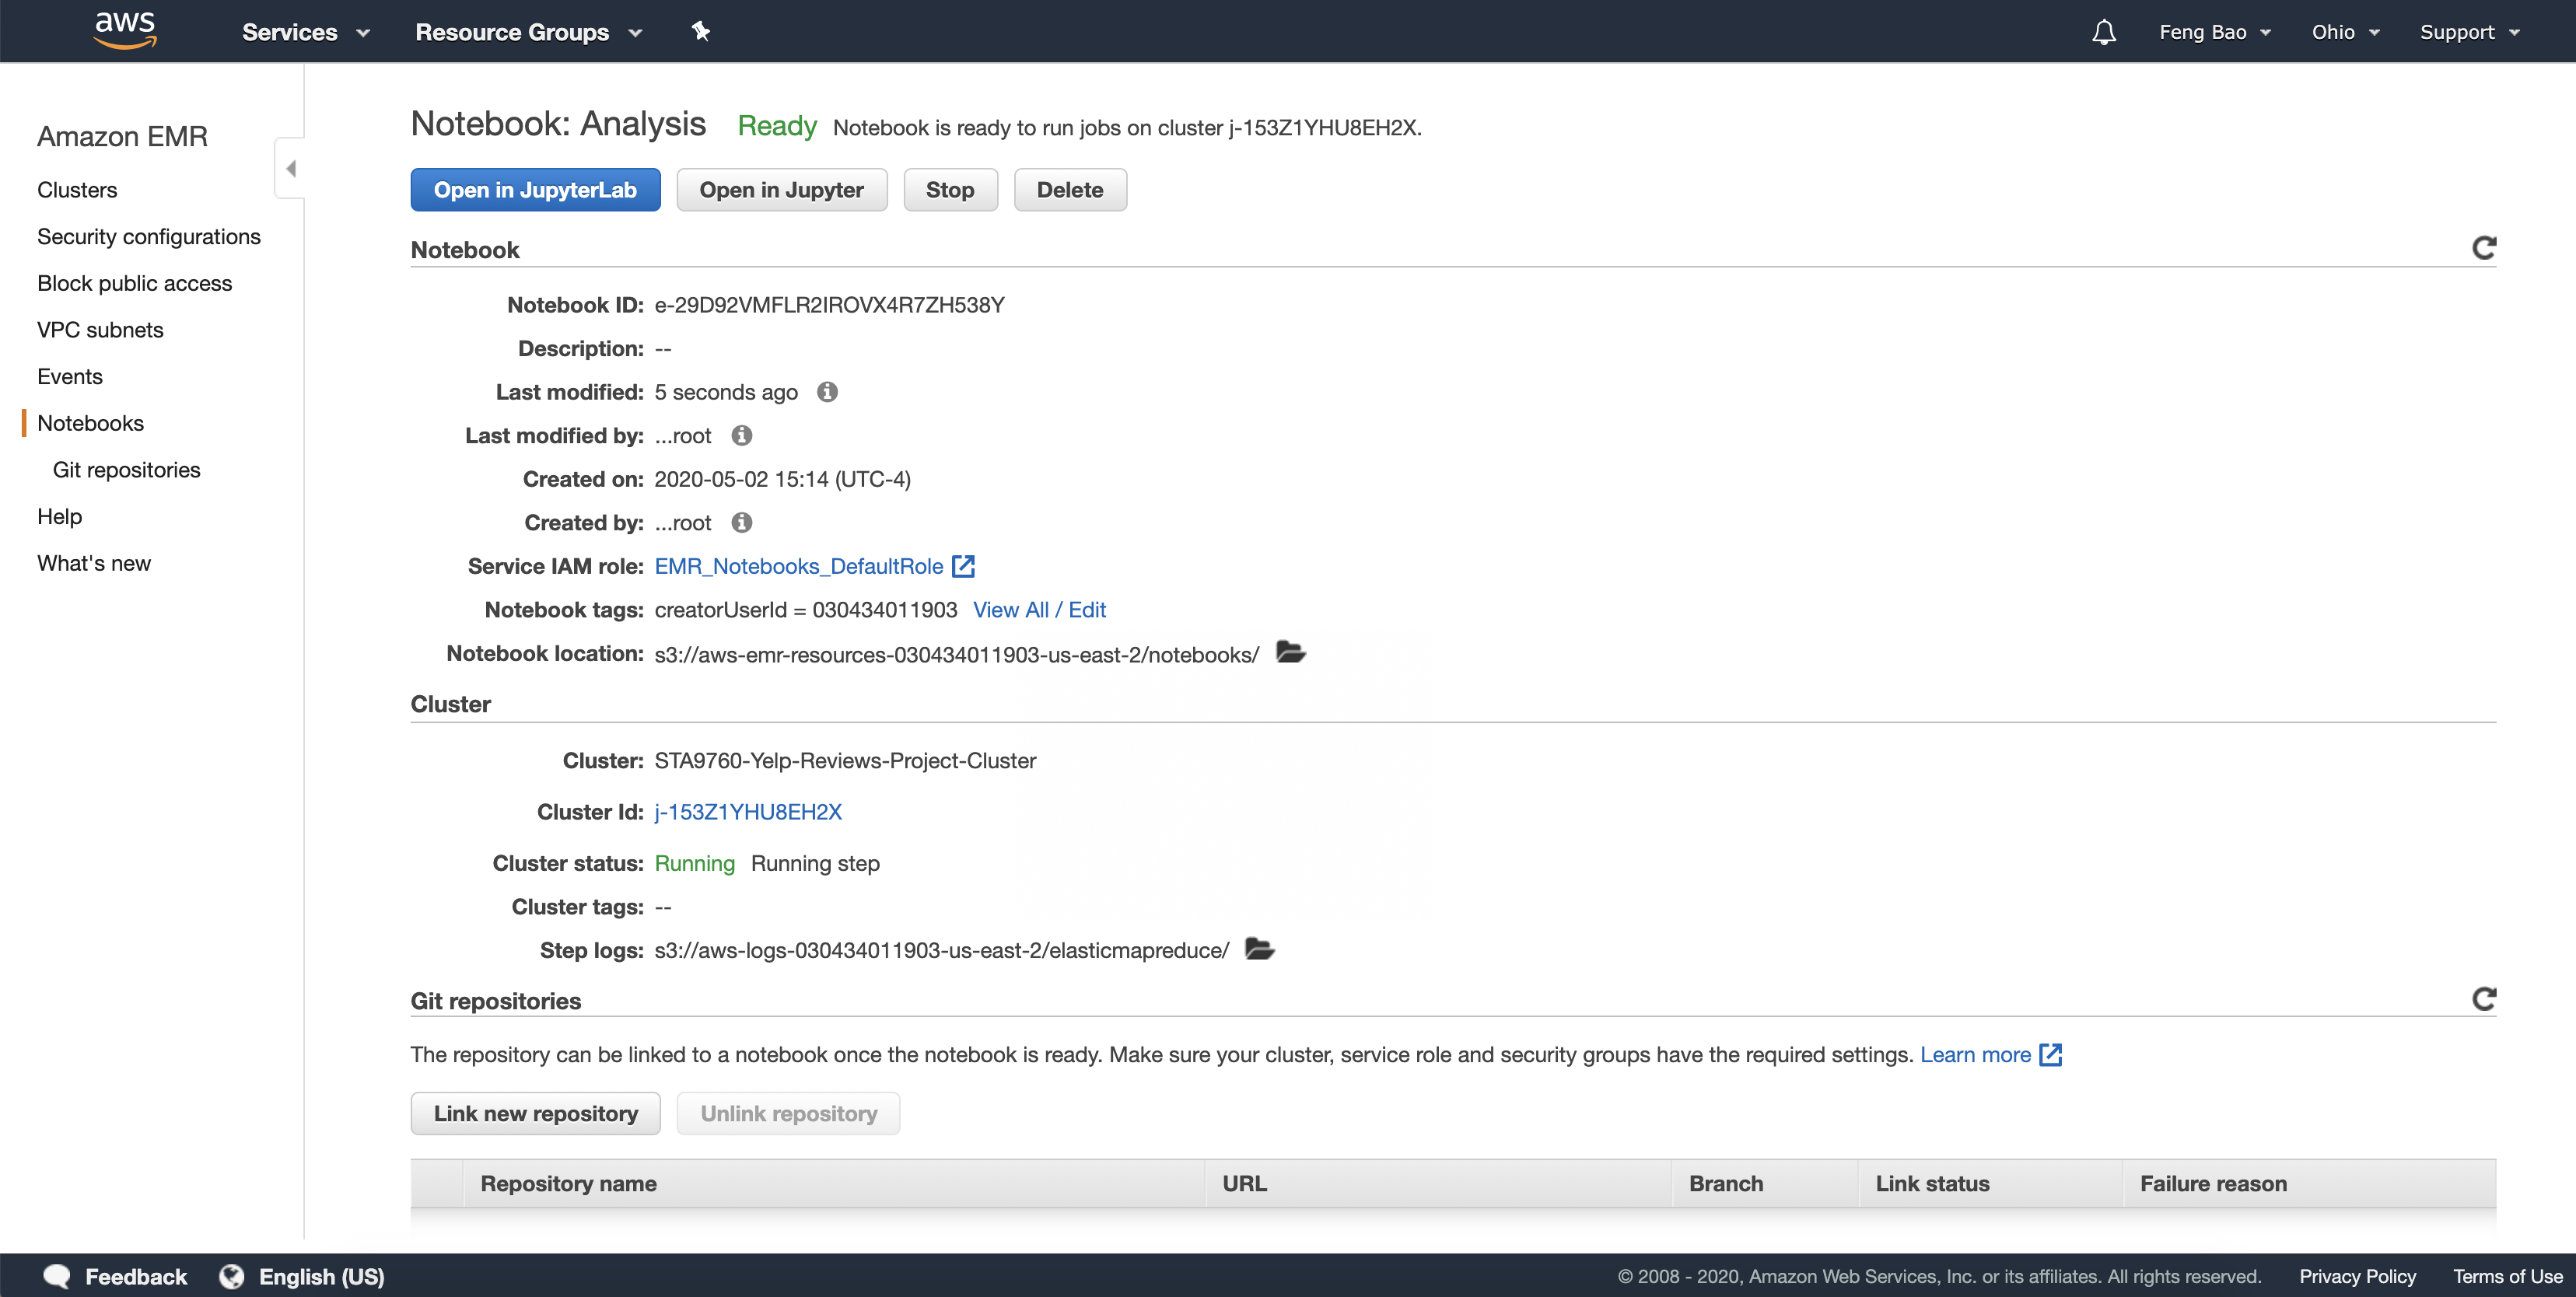 aws Services Resource Groups Feng Bao Ohio Support
Amazon EMR
Clusters
Security configurations
Block public access
VPC subnets
Events
Notebooks
Git repositories
Help
What's new
Notebook: Analysis Ready Notebook is ready to run jobs on cluster j-153Z1YHU8EH2X.
Open in JupyterLab Open in Jupyter Stop Delete
Notebook
Notebook ID: e-29D92VMFLR2IROVX4R7ZH538Y
Description: --
Last modified: 5 seconds ago
Last modified by: ...root
Created on: 2020-05-02 15:14 (UTC-4)
Created by: ...root
Service IAM role: EMR_Notebooks_DefaultRole
Notebook tags: creatorUserId = 030434011903 View All / Edit
Notebook location: s3://aws-emr-resources-030434011903-us-east-2/notebooks/
Cluster
Cluster: STA9760-Yelp-Reviews-Project-Cluster
Cluster Id: j-153Z1YHU8EH2X
Cluster status: Running Running step
Cluster tags: --
Step logs: s3://aws-logs-030434011903-us-east-2/elasticmapreduce/
Git repositories
The repository can be linked to a notebook once the notebook is ready. Make sure your cluster, service role and security groups have the required settings. Learn more
Link new repository Unlink repository
Repository name URL Branch Link status Failure reason
Feedback English (US) © 2008 - 2020, Amazon Web Services, Inc. or its affiliates. All rights reserved. Privacy Policy Terms of Use